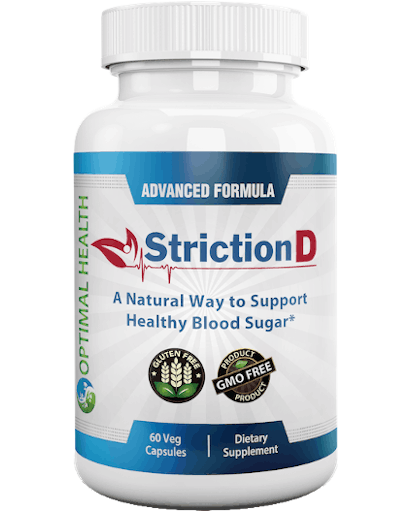 ADVANCED FORMULA
StrictionD
A Natural Way to Support
Healthy Blood Sugar*
GLUTEN FREE
PRODUCT
GMO FREE
PRODUCT
60 Veg
Capsules
Dietary
Supplement
OPTIMAL HEALTH